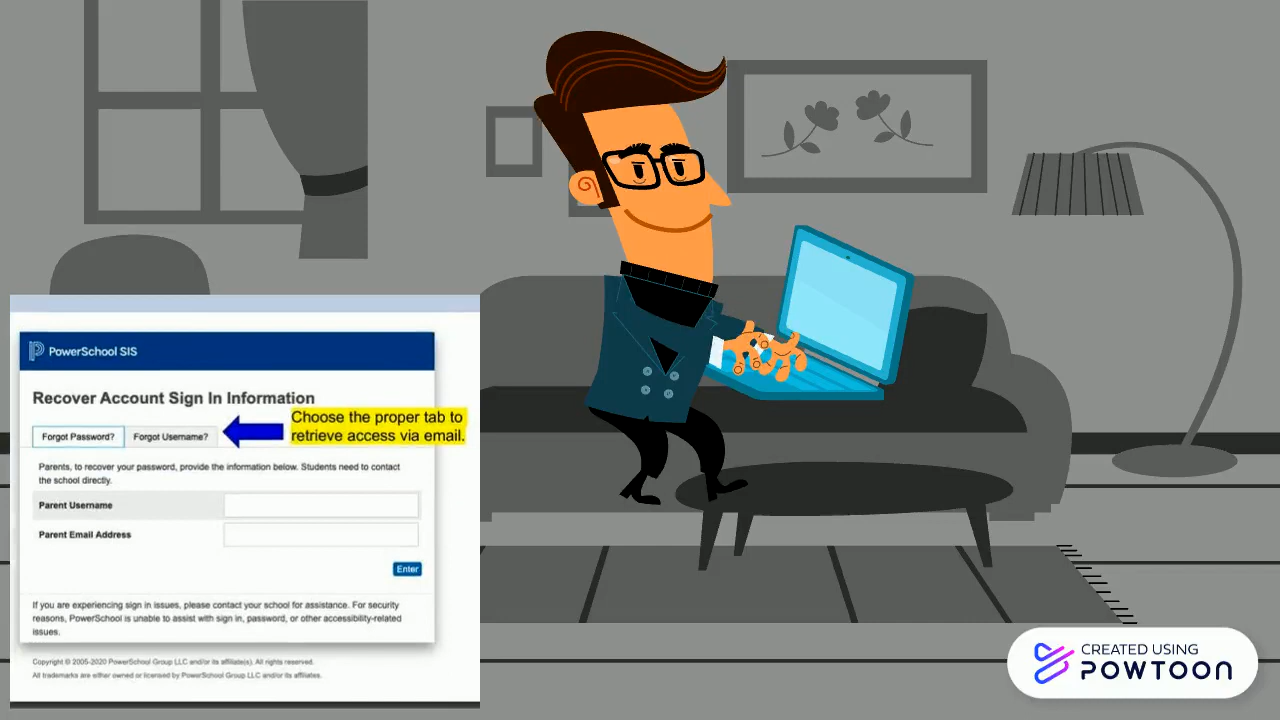 PowerSchool SIS
Recover Account Sign In Information
Choose the proper tab to
retrieve access via email.
Forgot Password?
Forgot Username?
Parents, to recover your password, provide the information below. Students need to contact
the school directly.
Parent Username
Parent Email Address
Enter
If you are experiencing sign in issues, please contact your school for assistance. For security
reasons, PowerSchool is unable to assist with sign in, password, or other accessibility-related
issues.
Copyright © 2005-2020 PowerSchool Group LLC and/or its affiliate(s). All rights reserved.
All trademarks are either owned or licensed by PowerSchool Group LLC and/or its affiliates.
CREATED USING
POWTOON